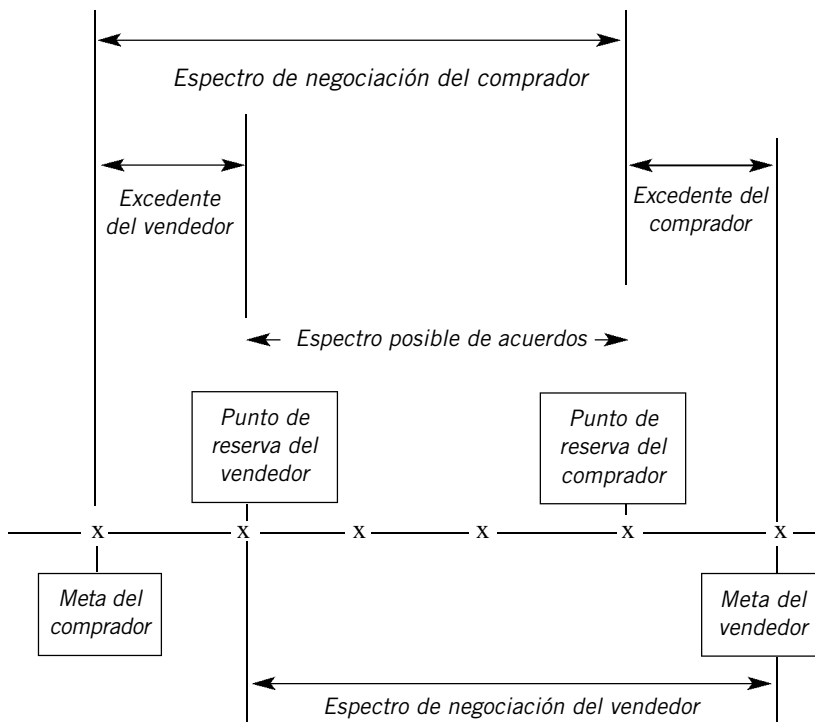 Espectro de negociación del comprador
Excedente
del vendedor
Excedente del
comprador
Espectro posible de acuerdos
Punto de
reserva del
vendedor
Punto de
reserva del
comprador
x x x x x x
Meta del
comprador
Meta del
vendedor
Espectro de negociación del vendedor